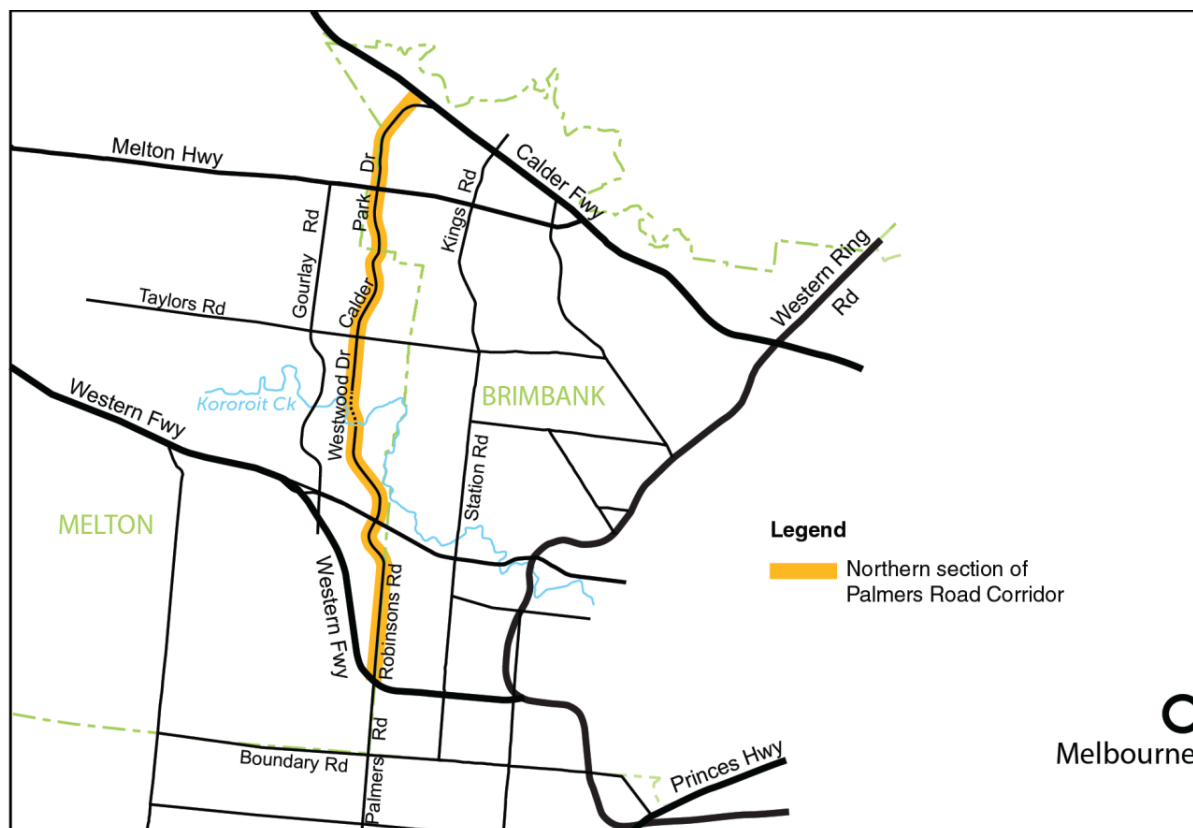 Melton Hwy
Calder Fwy
Park Dr
Kings Rd
Gourlay Rd
Western Ring
Rd
Taylors Rd
Calder
Westwood Dr
Kororoit Ck
BRIMBANK
Western Fwy
Station Rd
MELTON
Legend
Northern section of
Palmers Road Corridor
Western Fwy
Robinsons Rd
Palmers Rd
Boundary Rd
Princes Hwy
Melbourne